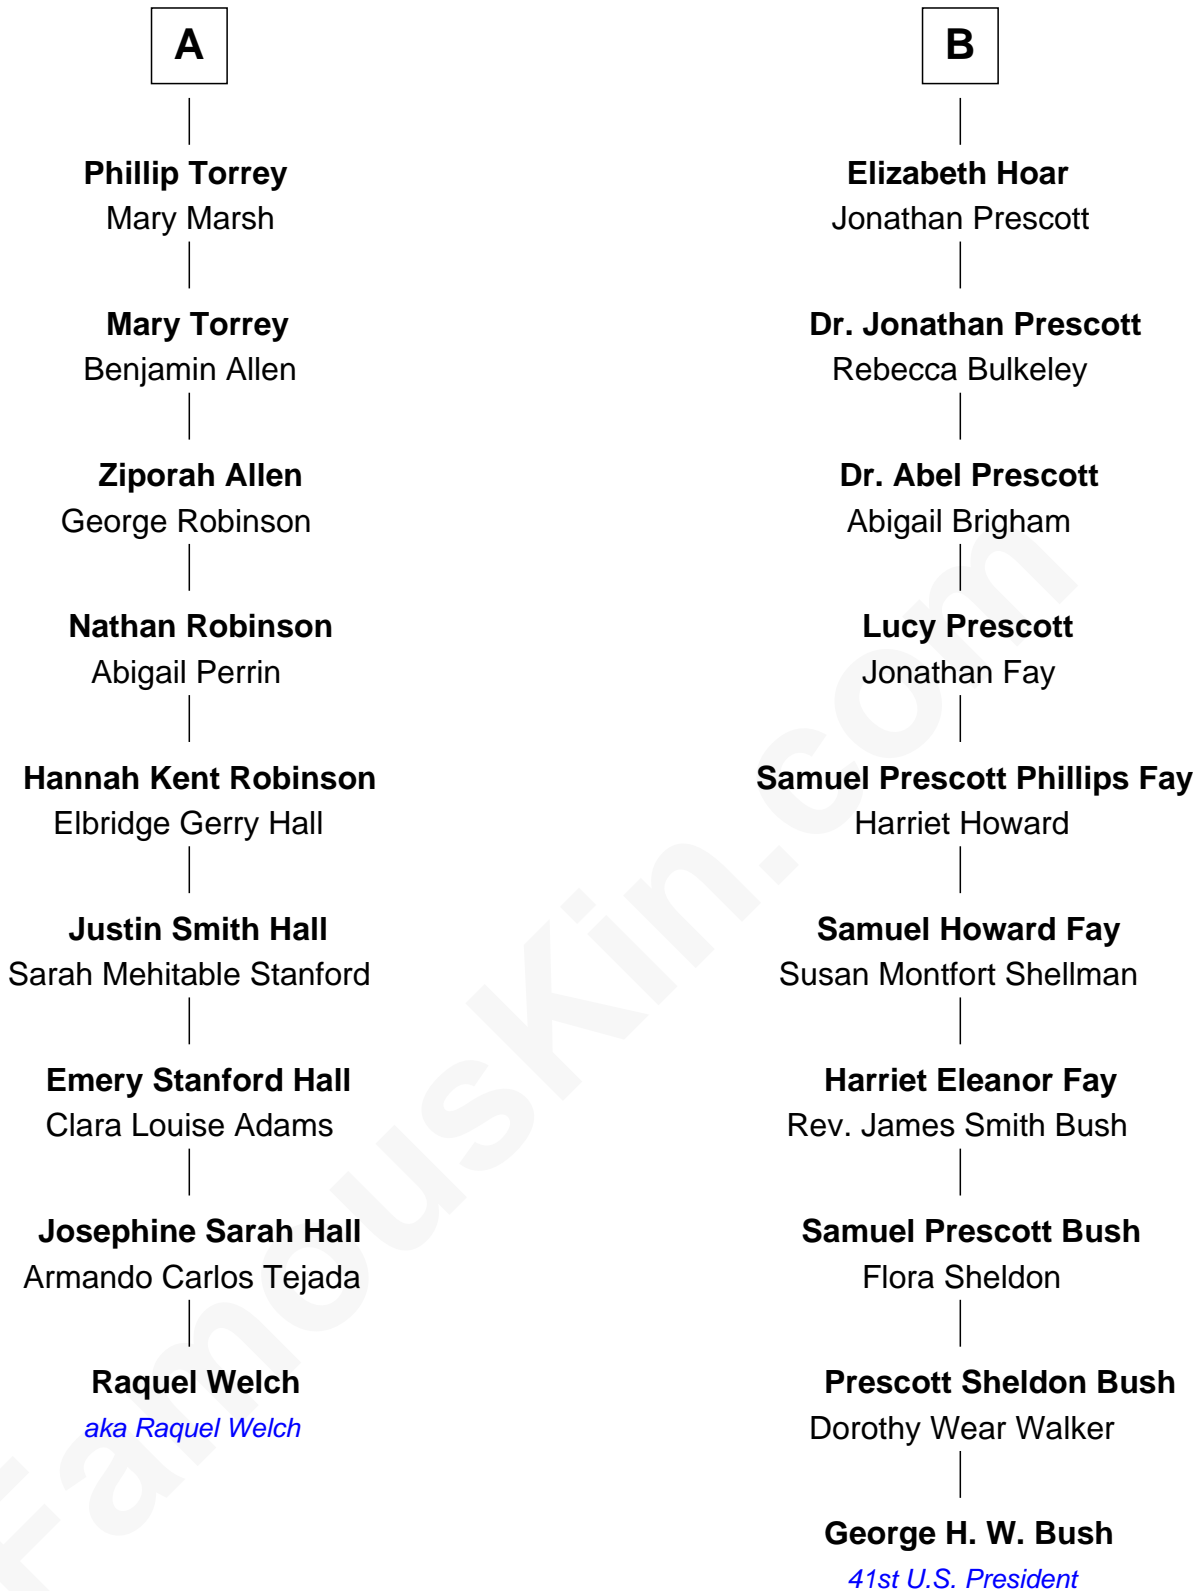 A
Phillip Torrey
Mary Marsh
Mary Torrey
Benjamin Allen
Ziporah Allen
George Robinson
Nathan Robinson
Abigail Perrin
Hannah Kent Robinson
Elbridge Gerry Hall
Justin Smith Hall
Sarah Mehitable Stanford
Emery Stanford Hall
Clara Louise Adams
Josephine Sarah Hall
Armando Carlos Tejada
Raquel Welch
aka Raquel Welch
B
Elizabeth Hoar
Jonathan Prescott
Dr. Jonathan Prescott
Rebecca Bulkeley
Dr. Abel Prescott
Abigail Brigham
Lucy Prescott
Jonathan Fay
Samuel Prescott Phillips Fay
Harriet Howard
Samuel Howard Fay
Susan Montfort Shellman
Harriet Eleanor Fay
Rev. James Smith Bush
Samuel Prescott Bush
Flora Sheldon
Prescott Sheldon Bush
Dorothy Wear Walker
George H. W. Bush
41st U.S. President
FamousKin.com